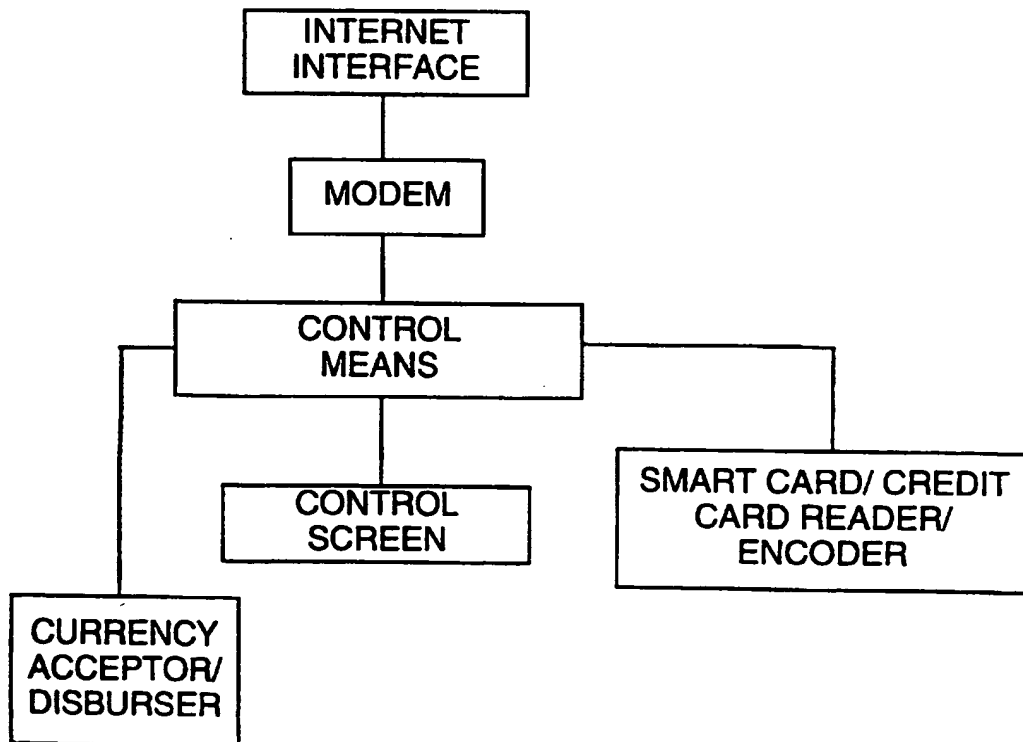 INTERNET
INTERFACE
MODEM
CONTROL
MEANS
CONTROL
SCREEN
SMART CARD/ CREDIT
CARD READER/
ENCODER
CURRENCY
ACCEPTOR/
DISBURSER